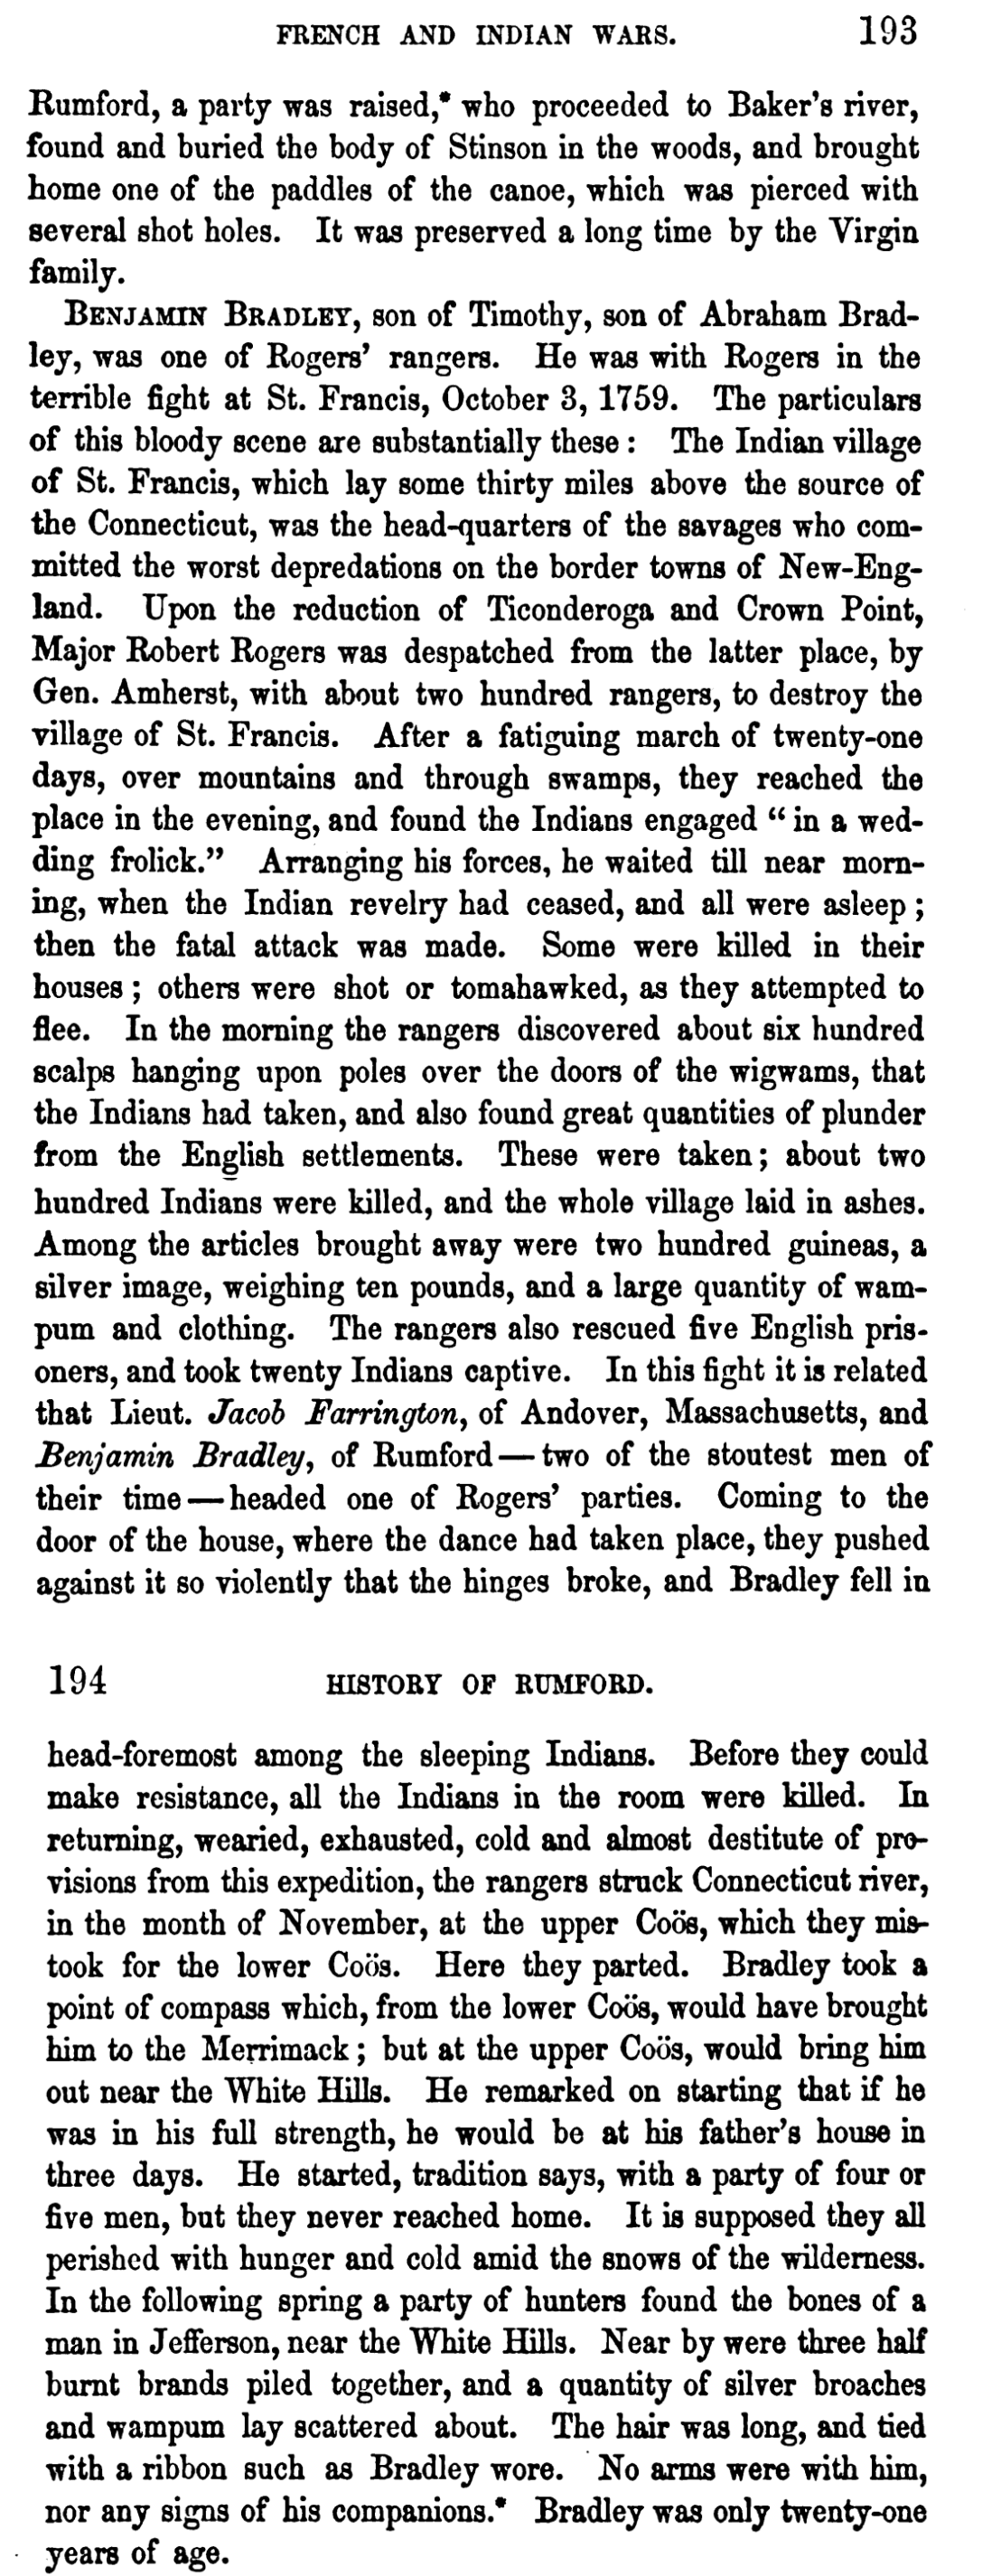 FRENCH AND INDIAN WARS. 193
Rumford, a party was raised,* who proceeded to Baker's river,
found and buried the body of Stinson in the woods, and brought
home one of the paddles of the canoe, which was pierced with
several shot holes. It was preserved a long time by the Virgin
family.
BENJAMIN BRADLEY, son of Timothy, son of Abraham Brad-
ley, was one of Rogers' rangers. He was with Rogers in the
terrible fight at St. Francis, October 3, 1759. The particulars
of this bloody scene are substantially these: The Indian village
of St. Francis, which lay some thirty miles above the source of
the Connecticut, was the head-quarters of the savages who com-
mitted the worst depredations on the border towns of New-Eng-
land. Upon the reduction of Ticonderoga and Crown Point,
Major Robert Rogers was despatched from the latter place, by
Gen. Amherst, with about two hundred rangers, to destroy the
village of St. Francis. After a fatiguing march of twenty-one
days, over mountains and through swamps, they reached the
place in the evening, and found the Indians engaged "in a wed-
ding frolick." Arranging his forces, he waited till near morn-
ing, when the Indian revelry had ceased, and all were asleep;
then the fatal attack was made. Some were killed in their
houses; others were shot or tomahawked, as they attempted to
flee. In the morning the rangers discovered about six hundred
scalps hanging upon poles over the doors of the wigwams, that
the Indians had taken, and also found great quantities of plunder
from the English settlements. These were taken; about two
hundred Indians were killed, and the whole village laid in ashes.
Among the articles brought away were two hundred guineas, a
silver image, weighing ten pounds, and a large quantity of wam-
pum and clothing. The rangers also rescued five English pris-
oners, and took twenty Indians captive. In this fight it is related
that Lieut. Jacob Farrington, of Andover, Massachusetts, and
Benjamin Bradley, of Rumford—two of the stoutest men of
their time—headed one of Rogers' parties. Coming to the
door of the house, where the dance had taken place, they pushed
against it so violently that the hinges broke, and Bradley fell in
194 HISTORY OF RUMFORD.
head-foremost among the sleeping Indians. Before they could
make resistance, all the Indians in the room were killed. In
returning, wearied, exhausted, cold and almost destitute of pro-
visions from this expedition, the rangers struck Connecticut river,
in the month of November, at the upper Coös, which they mis-
took for the lower Coös. Here they parted. Bradley took a
point of compass which, from the lower Coös, would have brought
him to the Merrimack; but at the upper Coös, would bring him
out near the White Hills. He remarked on starting that if he
was in his full strength, he would be at his father's house in
three days. He started, tradition says, with a party of four or
five men, but they never reached home. It is supposed they all
perished with hunger and cold amid the snows of the wilderness.
In the following spring a party of hunters found the bones of a
man in Jefferson, near the White Hills. Near by were three half
burnt brands piled together, and a quantity of silver broaches
and wampum lay scattered about. The hair was long, and tied
with a ribbon such as Bradley wore. No arms were with him,
nor any signs of his companions.* Bradley was only twenty-one
years of age.